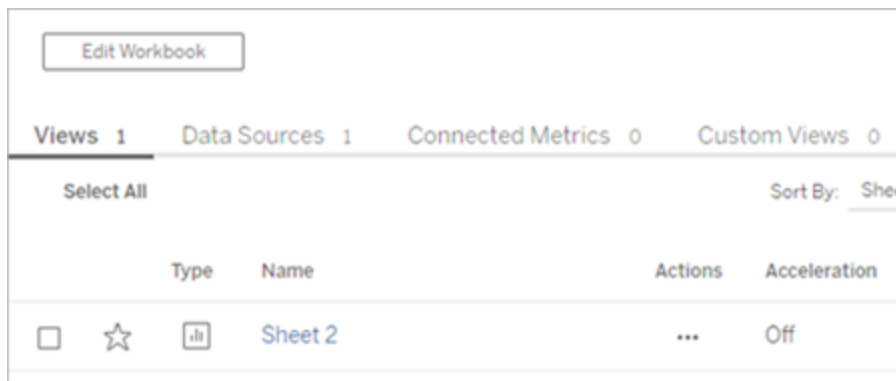 Edit Workbook
Views 1 Data Sources 1 Connected Metrics 0 Custom Views 0
Select All Sort By:
Type Name Actions Acceleration
Sheet 2 ... Off